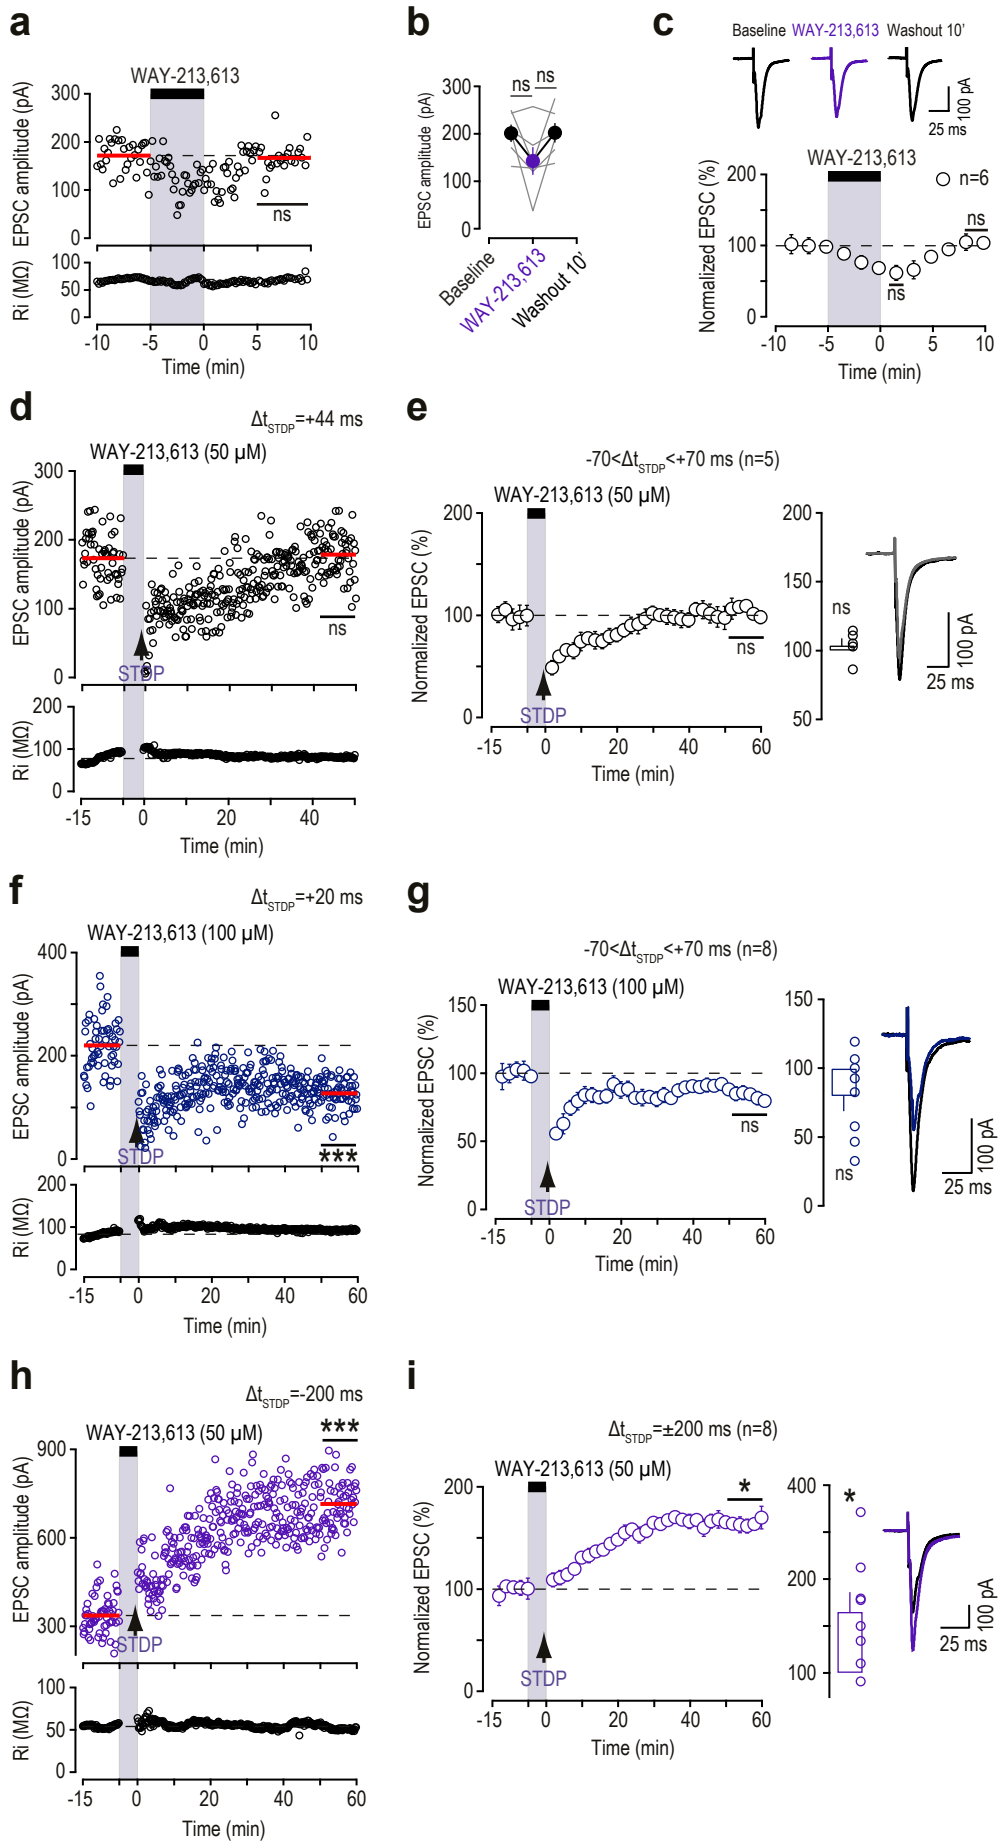 a
WAY-213,613
EPSC amplitude (pA)
300
200
100
0
ns
Ri (MΩ)
100
50
0
-10 -5 0 5 10
Time (min)
b
EPSC amplitude (pA)
300
200
100
0
ns ns
Baseline
WAY-213,613
Washout 10'
c
Baseline WAY-213,613 Washout 10'
100 pA
25 ms
WAY-213,613
n=6
Normalized EPSC (%)
200
100
0
ns
ns
-10 -5 0 5 10
Time (min)
d
ΔtSTDP=+44 ms
WAY-213,613 (50 µM)
EPSC amplitude (pA)
300
200
100
0
ns
STDP
Ri (MΩ)
200
100
0
-15 0 20 40
Time (min)
e
-70<ΔtSTDP<+70 ms (n=5)
WAY-213,613 (50 µM)
Normalized EPSC (%)
200
100
0
ns
STDP
-15 0 20 40 60
Time (min)
200
150
100
50
ns
100 pA
25 ms
f
ΔtSTDP=+20 ms
WAY-213,613 (100 µM)
EPSC amplitude (pA)
400
200
0
STDP
***
Ri (MΩ)
200
100
0
-15 0 20 40 60
Time (min)
g
-70<ΔtSTDP<+70 ms (n=8)
WAY-213,613 (100 µM)
Normalized EPSC (%)
150
100
50
0
ns
STDP
-15 0 20 40 60
Time (min)
150
100
50
0
ns
100 pA
25 ms
h
ΔtSTDP=-200 ms
WAY-213,613 (50 µM)
***
EPSC amplitude (pA)
900
600
300
STDP
Ri (MΩ)
100
50
0
-15 0 20 40 60
Time (min)
i
ΔtSTDP=±200 ms (n=8)
WAY-213,613 (50 µM)
*
Normalized EPSC (%)
200
100
0
STDP
-15 0 20 40 60
Time (min)
400
200
100
*
100 pA
25 ms